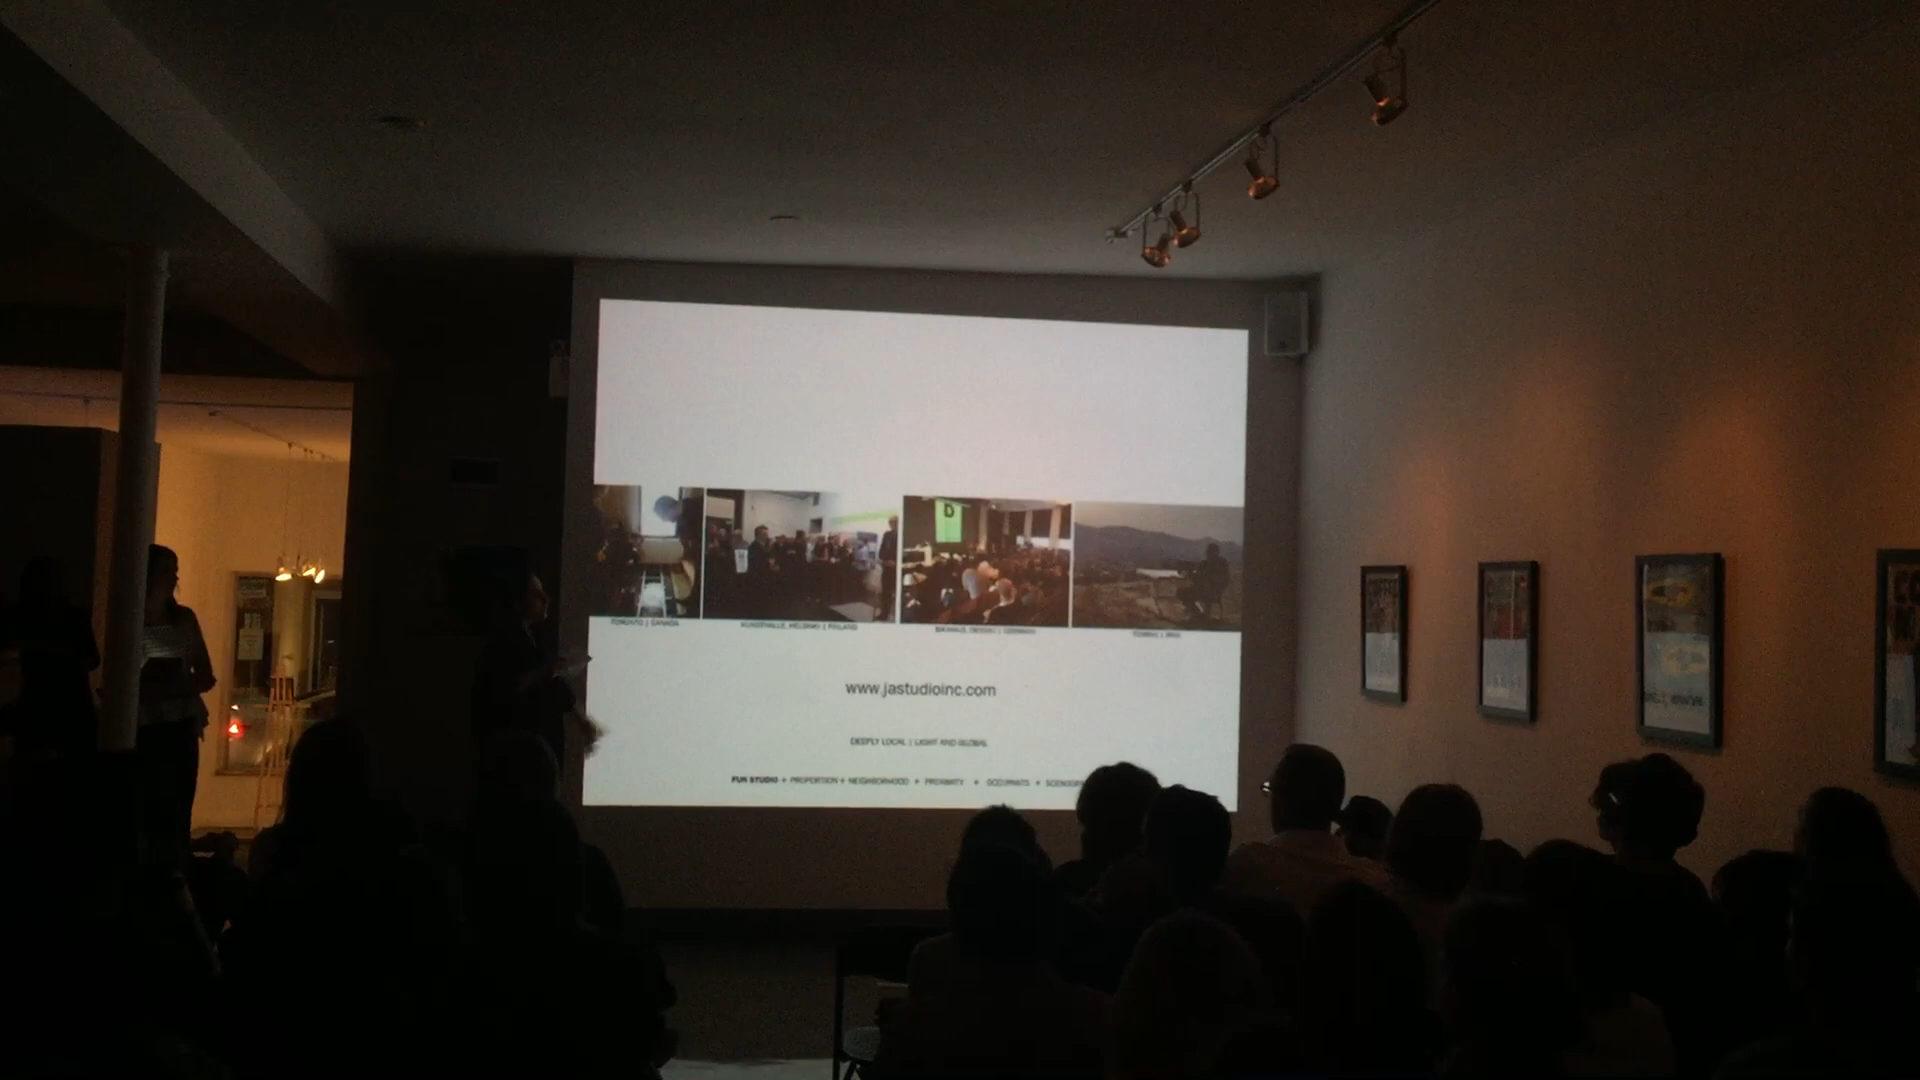 D
TORONTO | CANADA
KUNSTHALLE, HELSINKI | FINLAND
BAUHAUS, DESSAU | GERMANY
www.jastudioinc.com
DEEPLY LOCAL | LIGHT AND GLOBAL
FUN STUDIO + PROPORTION + NEIGHBORHOOD + PROXIMITY + OCCUPANTS +